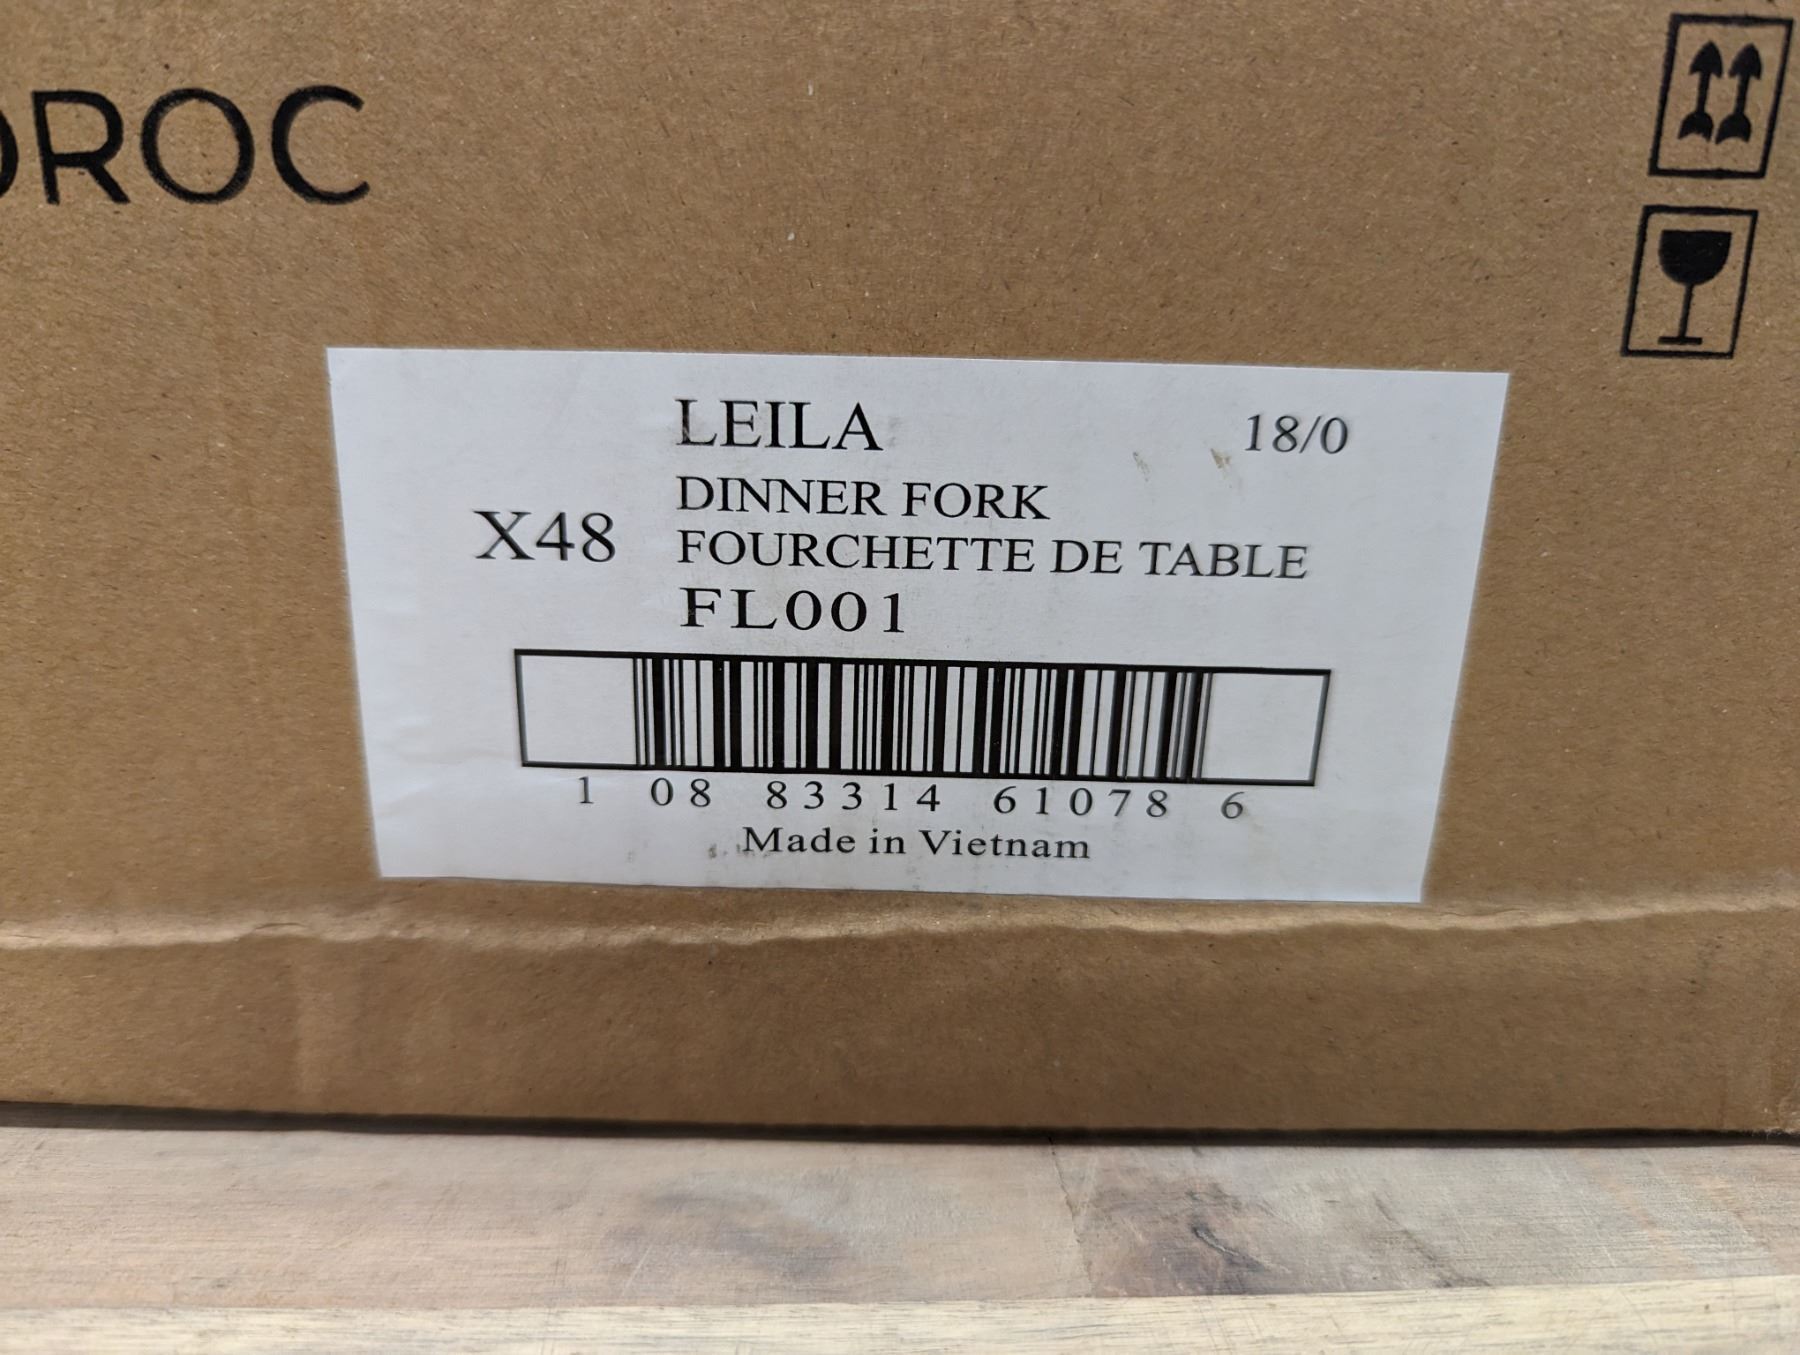 OROC
LEILA 18/0
DINNER FORK
X48 FOURCHETTE DE TABLE
FL001
1 08 83314 61078 6
Made in Vietnam